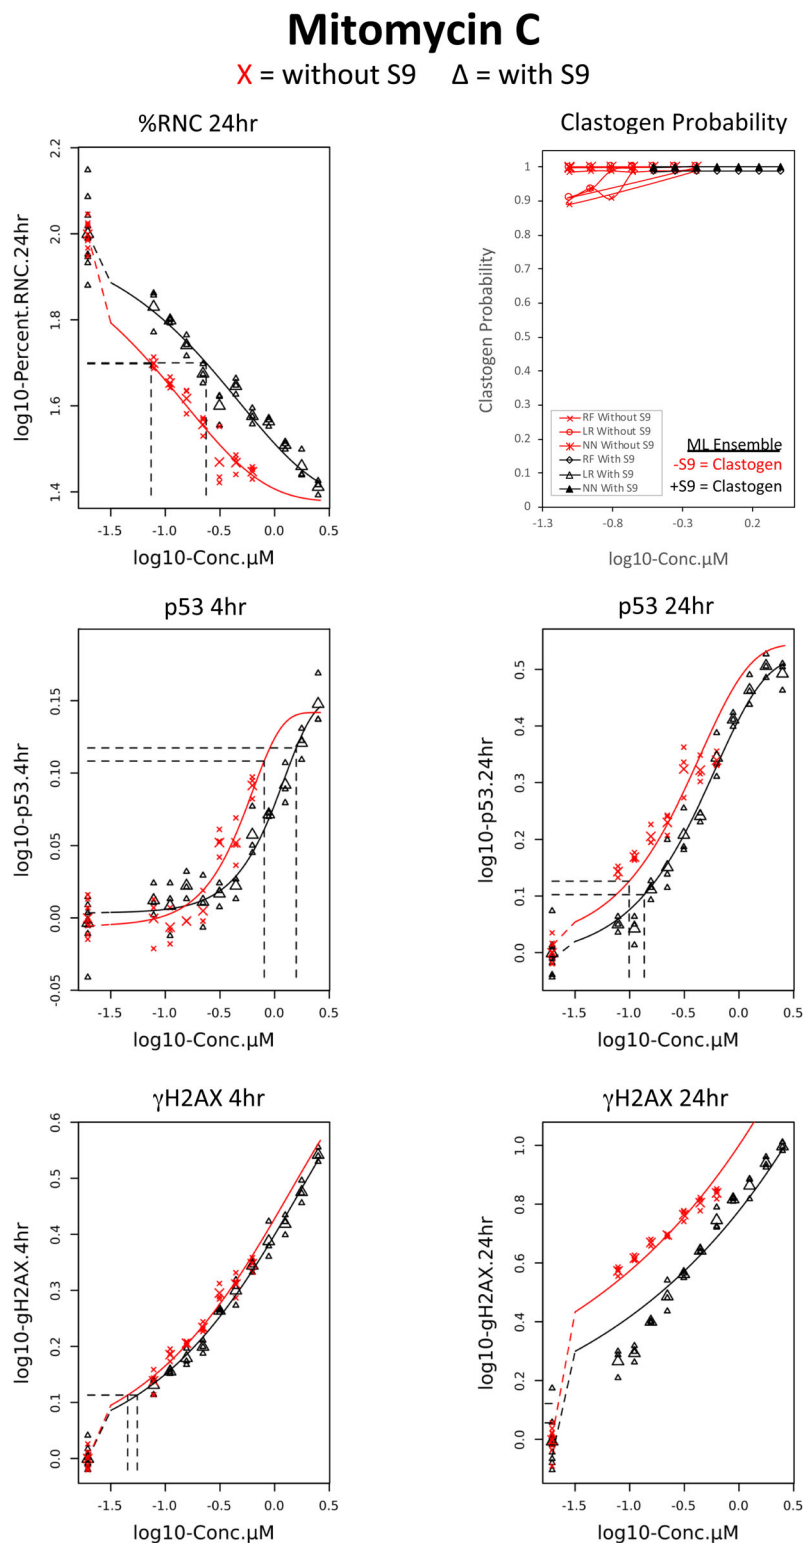 Mitomycin C
X = without S9 Δ = with S9
%RNC 24hr
log10-Percent.RNC.24hr
2.2
2.0
1.8
1.6
1.4
-1.5 -1.0 -0.5 0.0 0.5
log10-Conc.μM
Clastogen Probability
Clastogen Probability
1
0.9
0.8
0.7
0.6
0.5
0.4
0.3
0.2
0.1
0
RF Without S9
LR Without S9
NN Without S9
RF With S9
LR With S9
NN With S9
ML Ensemble
-S9 = Clastogen
+S9 = Clastogen
-1.3 -0.8 -0.3 0.2
log10-Conc.μM
p53 4hr
log10-p53.4hr
0.15
0.10
0.05
0.00
-0.05
-1.5 -1.0 -0.5 0.0 0.5
log10-Conc.μM
p53 24hr
log10-p53.24hr
0.5
0.4
0.3
0.2
0.1
0.0
-1.5 -1.0 -0.5 0.0 0.5
log10-Conc.μM
γH2AX 4hr
log10-gH2AX.4hr
0.6
0.5
0.4
0.3
0.2
0.1
0.0
-1.5 -1.0 -0.5 0.0 0.5
log10-Conc.μM
γH2AX 24hr
log10-gH2AX.24hr
1.0
0.8
0.6
0.4
0.2
0.0
-1.5 -1.0 -0.5 0.0 0.5
log10-Conc.μM